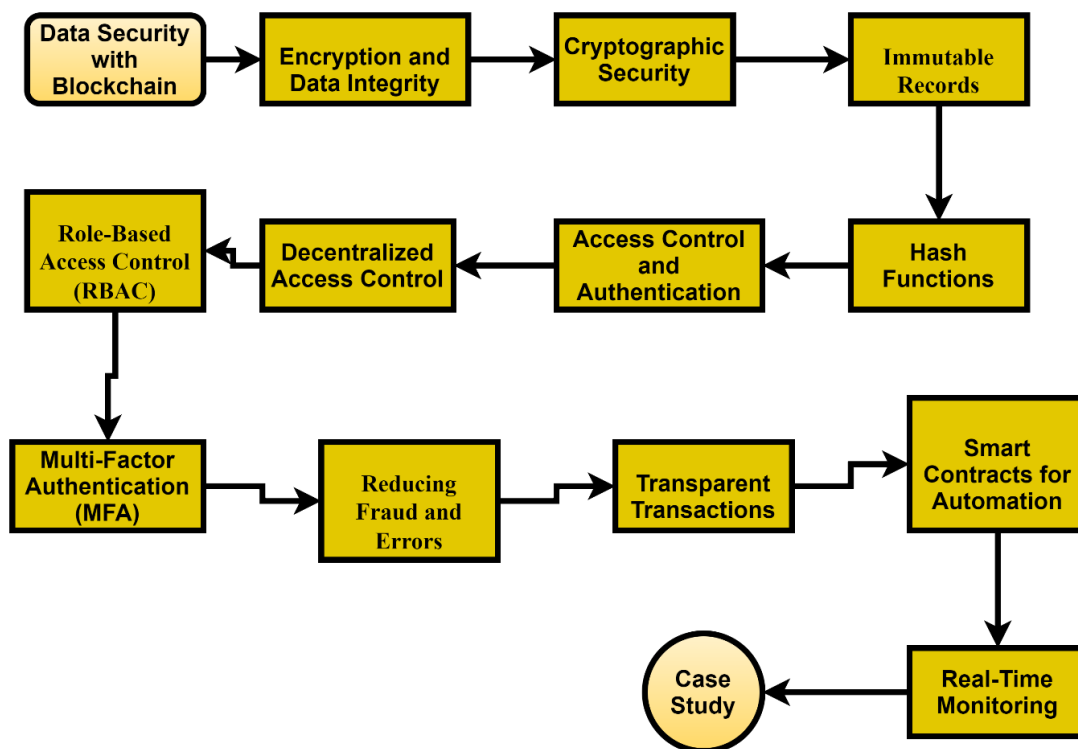 Data Security
with
Blockchain
Encryption and
Data Integrity
Cryptographic
Security
Immutable
Records
Hash
Functions
Access Control
and
Authentication
Decentralized
Access Control
Role-Based
Access Control
(RBAC)
Multi-Factor
Authentication
(MFA)
Reducing
Fraud and
Errors
Transparent
Transactions
Smart
Contracts for
Automation
Real-Time
Monitoring
Case
Study